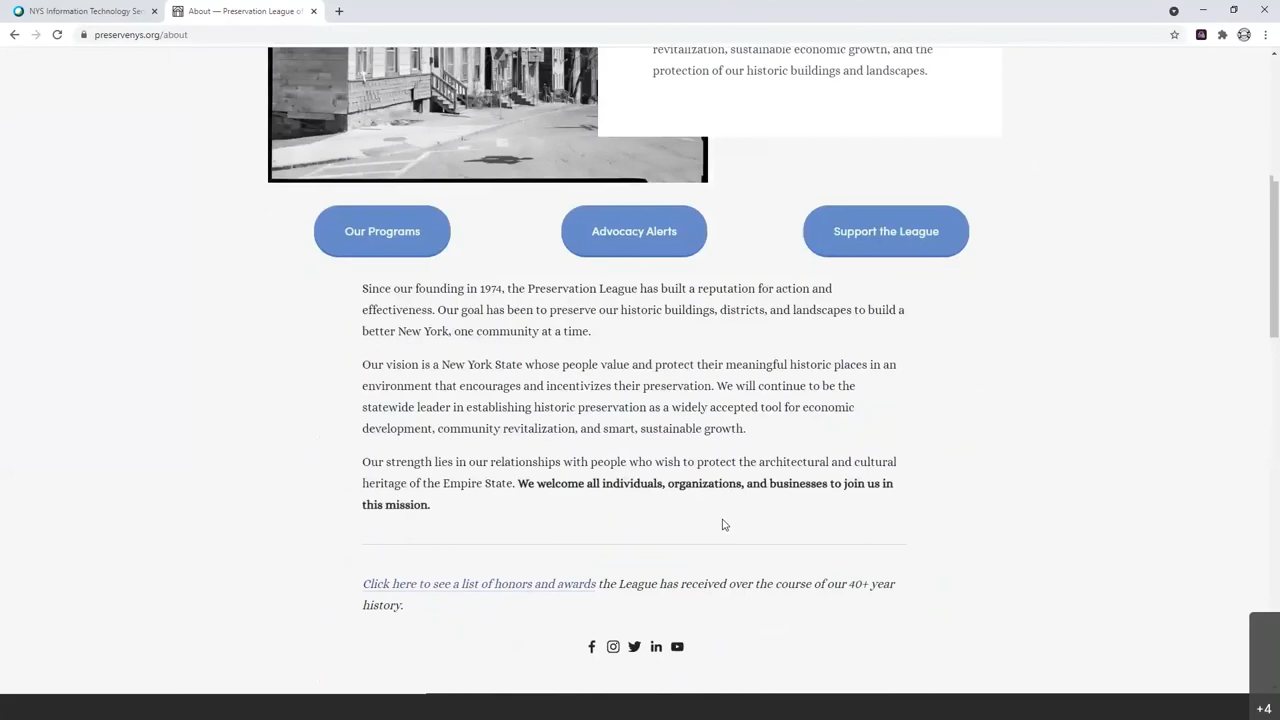 NYS Information Technology Ser
About — Preservation League of
preservenys.org/about
revitalization, sustainable economic growth, and the
protection of our historic buildings and landscapes.
Our Programs
Advocacy Alerts
Support the League
Since our founding in 1974, the Preservation League has built a reputation for action and
effectiveness. Our goal has been to preserve our historic buildings, districts, and landscapes to build a
better New York, one community at a time.
Our vision is a New York State whose people value and protect their meaningful historic places in an
environment that encourages and incentivizes their preservation. We will continue to be the
statewide leader in establishing historic preservation as a widely accepted tool for economic
development, community revitalization, and smart, sustainable growth.
Our strength lies in our relationships with people who wish to protect the architectural and cultural
heritage of the Empire State. We welcome all individuals, organizations, and businesses to join us in
this mission.
Click here to see a list of honors and awards the League has received over the course of our 40+ year
history.
+4